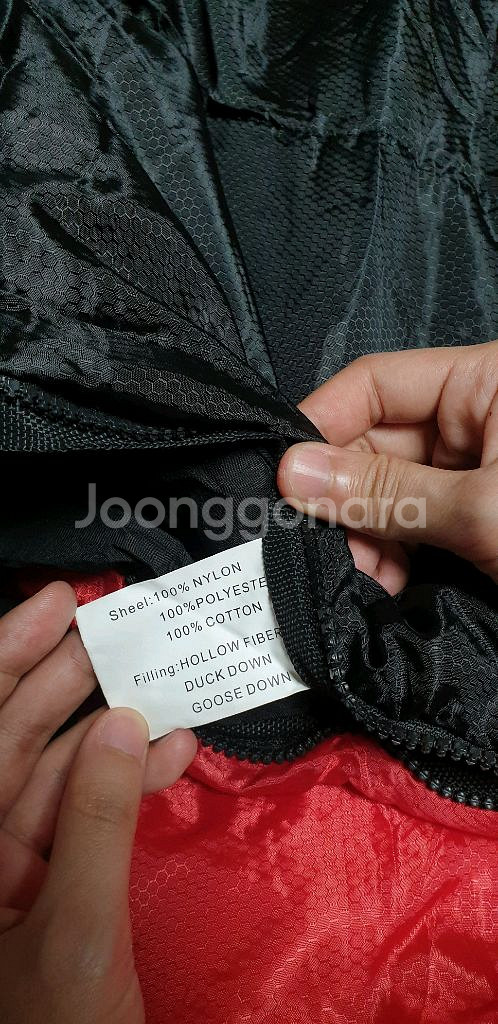 Joonggonara
Sheel:100% NYLON
100%POLYESTE
100% COTTON
Filling:HOLLOW FIBER
DUCK DOWN
GOOSE DOWN